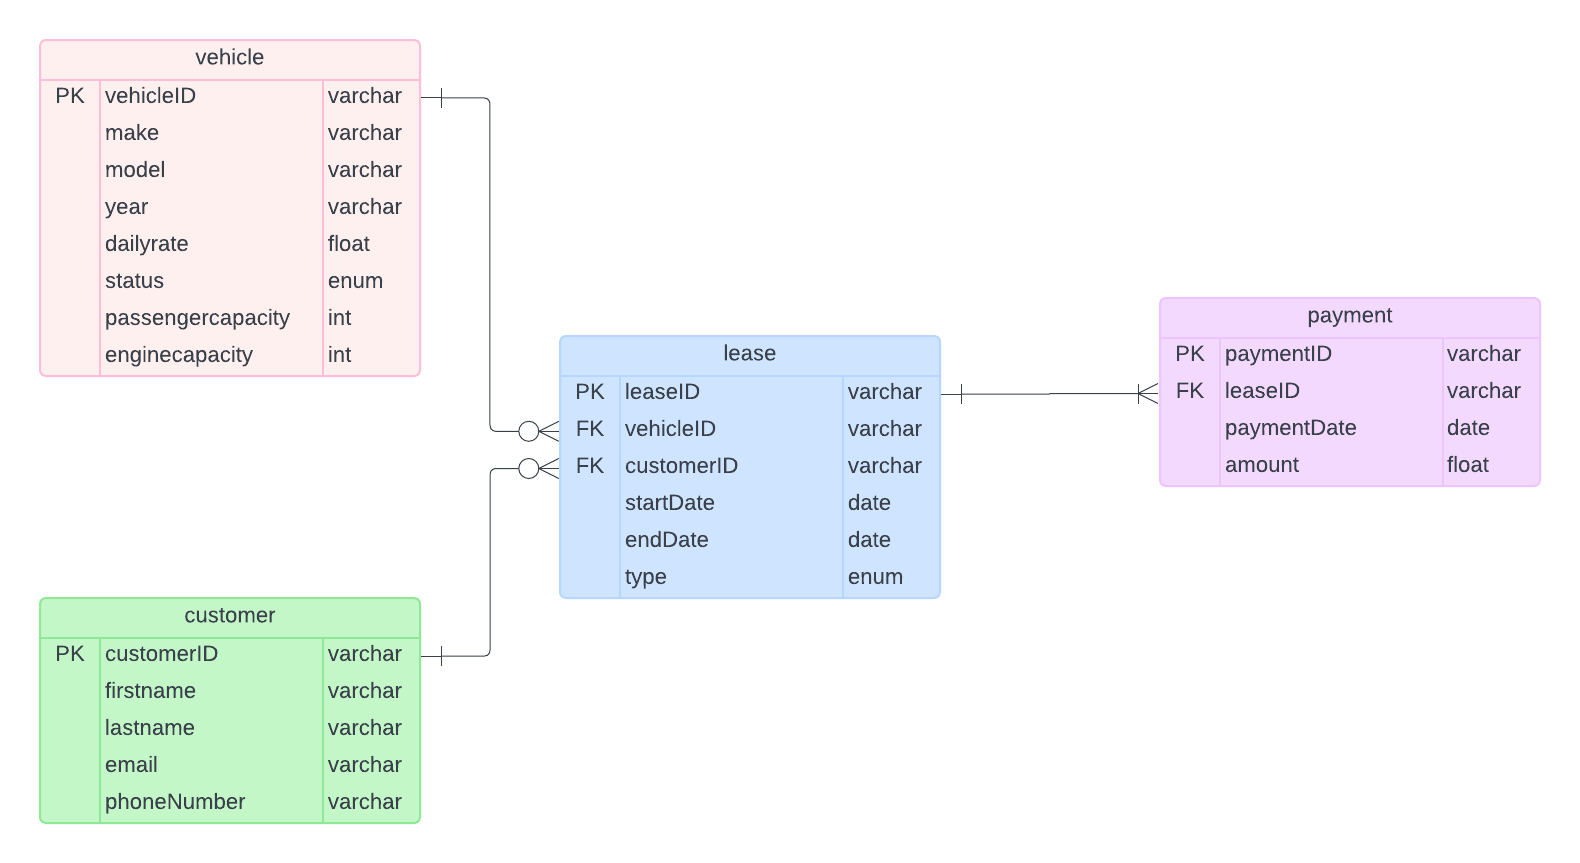 vehicle
PK vehicleID varchar
make varchar
model varchar
year varchar
dailyrate float
status enum
passengercapacity int
enginecapacity int
customer
PK customerID varchar
firstname varchar
lastname varchar
email varchar
phoneNumber varchar
lease
PK leaseID varchar
FK vehicleID varchar
FK customerID varchar
startDate date
endDate date
type enum
payment
PK paymentID varchar
FK leaseID varchar
paymentDate date
amount float